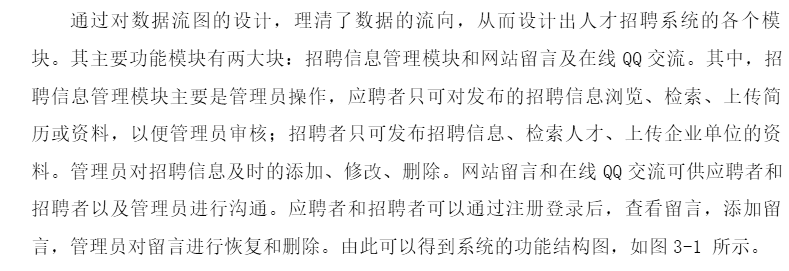 通过对数据流图的设计，理清了数据的流向，从而设计出人才招聘系统的各个模
块。其主要功能模块有两大块：招聘信息管理模块和网站留言及在线 QQ 交流。其中，招
聘信息管理模块主要是管理员操作，应聘者只可对发布的招聘信息浏览、检索、上传简
历或资料，以便管理员审核；招聘者只可发布招聘信息、检索人才、上传企业单位的资
料。管理员对招聘信息及时的添加、修改、删除。网站留言和在线 QQ 交流可供应聘者和
招聘者以及管理员进行沟通。应聘者和招聘者可以通过注册登录后，查看留言，添加留
言，管理员对留言进行恢复和删除。由此可以得到系统的功能结构图，如图 3-1 所示。